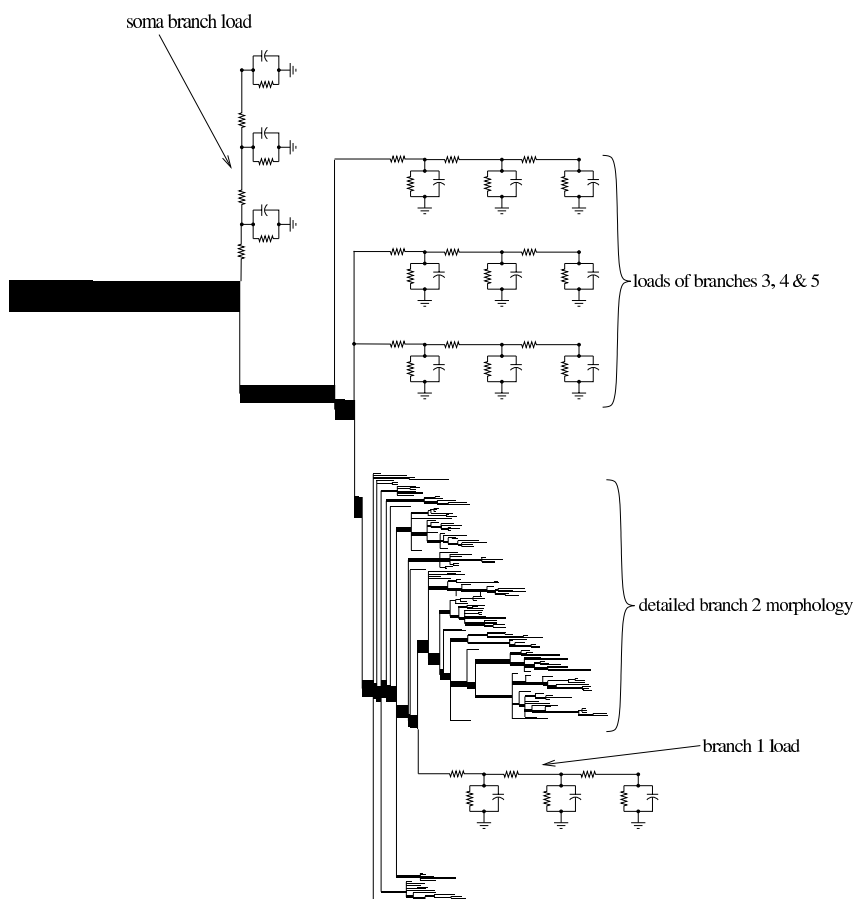 soma branch load
loads of branches 3, 4 & 5
detailed branch 2 morphology
branch 1 load